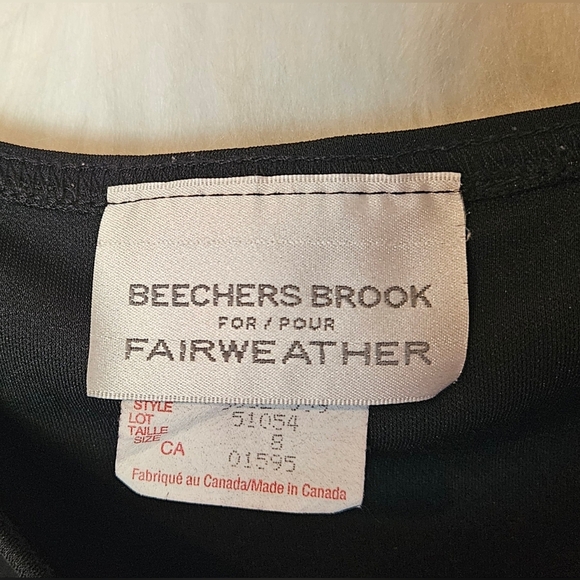 BEECHERS BROOK
FOR / POUR
FAIRWEATHER
STYLE
LOT 51054
TAILLE
SIZE 8
CA 01595
Fabriqué au Canada/Made in Canada